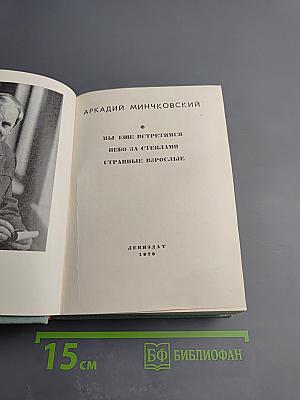 АРКАДИЙ МИНЧКОВСКИЙ
МЫ ЕЩЕ ВСТРЕТИМСЯ
НЕБО ЗА СТЕКЛАМИ
СТРАННЫЕ ВЗРОСЛЫЕ
ЛЕНИЗДАТ
1979
15 см
БФ БИБЛИОФАН